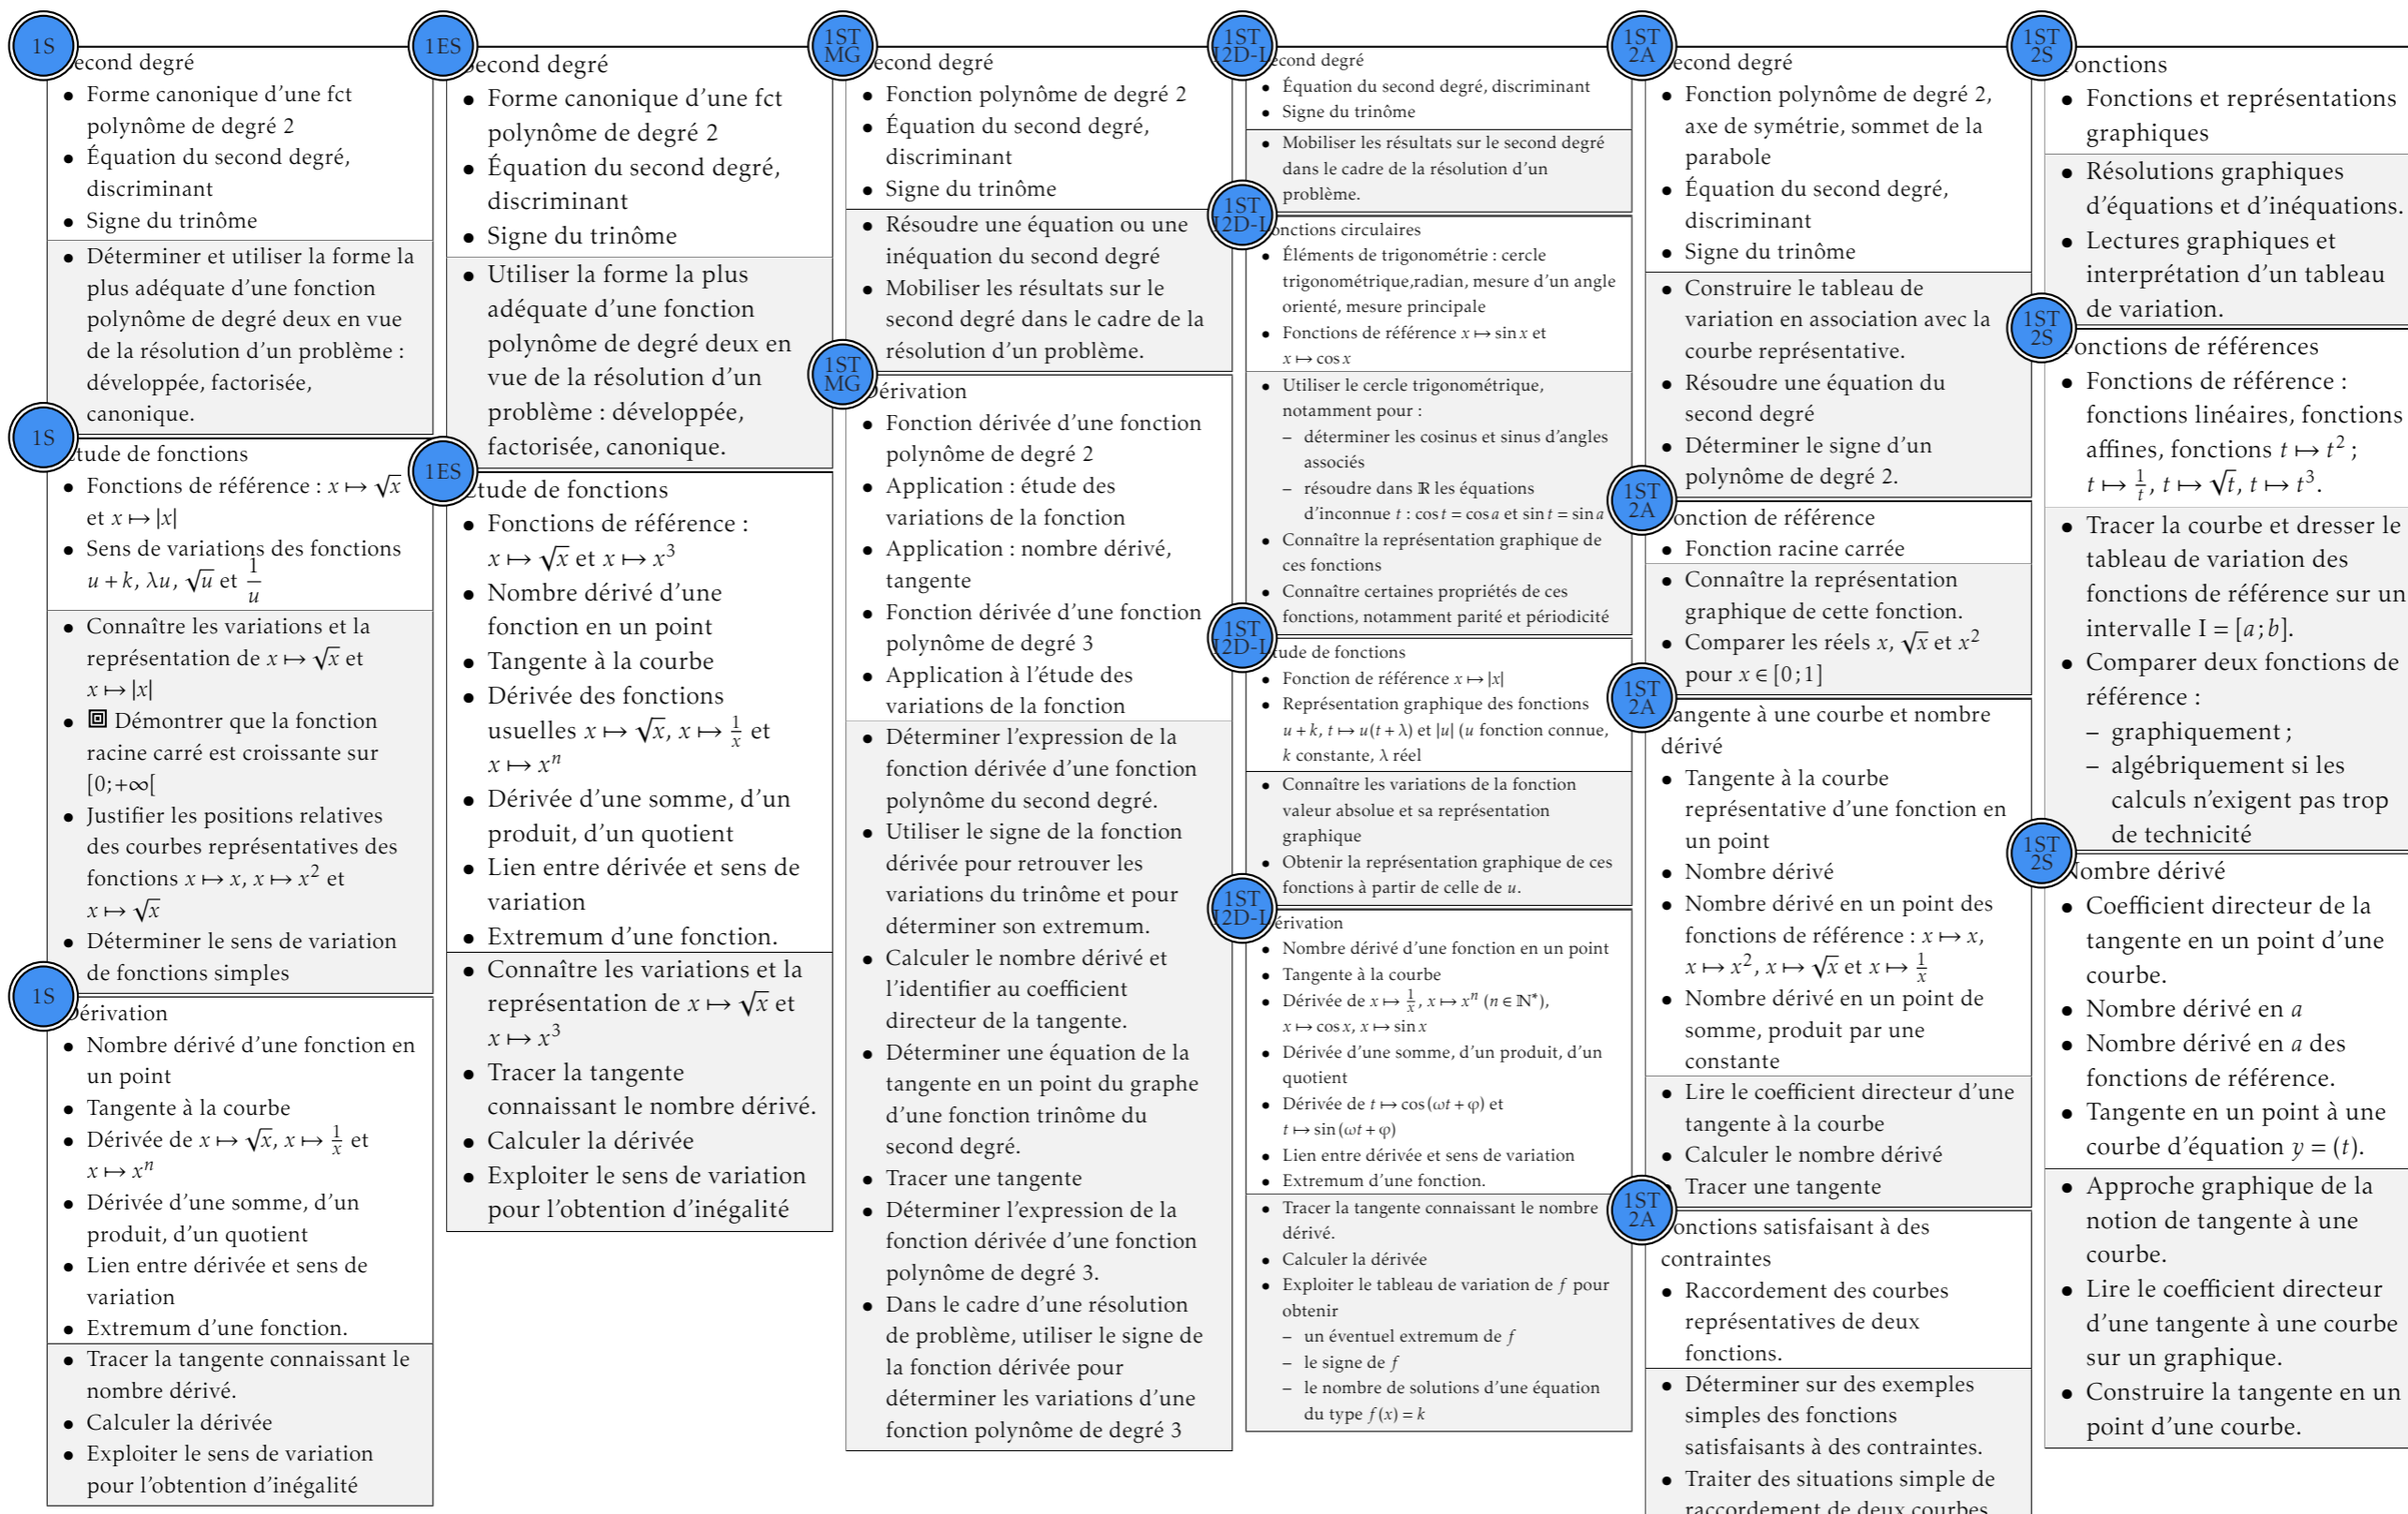 1S
econd degré
• Forme canonique d'une fct
polynôme de degré 2
• Équation du second degré,
discriminant
• Signe du trinôme
• Déterminer et utiliser la forme la
plus adéquate d'une fonction
polynôme de degré deux en vue
de la résolution d'un problème :
développée, factorisée,
canonique.
1S
tude de fonctions
• Fonctions de référence : x ↦ √x
et x ↦ |x|
• Sens de variations des fonctions
u + k, λu, √u et 1/u
• Connaître les variations et la
représentation de x ↦ √x et
x ↦ |x|
• Démontrer que la fonction
racine carré est croissante sur
[0;+∞[
• Justifier les positions relatives
des courbes représentatives des
fonctions x ↦ x, x ↦ x² et
x ↦ √x
• Déterminer le sens de variation
de fonctions simples
1S
Dérivation
• Nombre dérivé d'une fonction en
un point
• Tangente à la courbe
• Dérivée de x ↦ √x, x ↦ 1/x et
x ↦ xⁿ
• Dérivée d'une somme, d'un
produit, d'un quotient
• Lien entre dérivée et sens de
variation
• Extremum d'une fonction.
• Tracer la tangente connaissant le
nombre dérivé.
• Calculer la dérivée
• Exploiter le sens de variation
pour l'obtention d'inégalité
1ES
Second degré
• Forme canonique d'une fct
polynôme de degré 2
• Équation du second degré,
discriminant
• Signe du trinôme
• Utiliser la forme la plus
adéquate d'une fonction
polynôme de degré deux en
vue de la résolution d'un
problème : développée,
factorisée, canonique.
1ES
Étude de fonctions
• Fonctions de référence :
x ↦ √x et x ↦ x³
• Nombre dérivé d'une
fonction en un point
• Tangente à la courbe
• Dérivée des fonctions
usuelles x ↦ √x, x ↦ 1/x et
x ↦ xⁿ
• Dérivée d'une somme, d'un
produit, d'un quotient
• Lien entre dérivée et sens de
variation
• Extremum d'une fonction.
• Connaître les variations et la
représentation de x ↦ √x et
x ↦ x³
• Tracer la tangente
connaissant le nombre dérivé.
• Calculer la dérivée
• Exploiter le sens de variation
pour l'obtention d'inégalité
1ST
MG
econd degré
• Fonction polynôme de degré 2
• Équation du second degré,
discriminant
• Signe du trinôme
• Résoudre une équation ou une
inéquation du second degré
• Mobiliser les résultats sur le
second degré dans le cadre de la
résolution d'un problème.
1ST
MG
Dérivation
• Fonction dérivée d'une fonction
polynôme de degré 2
• Application : étude des
variations de la fonction
• Application : nombre dérivé,
tangente
• Fonction dérivée d'une fonction
polynôme de degré 3
• Application à l'étude des
variations de la fonction
• Déterminer l'expression de la
fonction dérivée d'une fonction
polynôme du second degré.
• Utiliser le signe de la fonction
dérivée pour retrouver les
variations du trinôme et pour
déterminer son extremum.
• Calculer le nombre dérivé et
l'identifier au coefficient
directeur de la tangente.
• Déterminer une équation de la
tangente en un point du graphe
d'une fonction trinôme du
second degré.
• Tracer une tangente
• Déterminer l'expression de la
fonction dérivée d'une fonction
polynôme de degré 3.
• Dans le cadre d'une résolution
de problème, utiliser le signe de
la fonction dérivée pour
déterminer les variations d'une
fonction polynôme de degré 3
1ST
I2D-L
econd degré
• Équation du second degré, discriminant
• Signe du trinôme
• Mobiliser les résultats sur le second degré
dans le cadre de la résolution d'un
problème.
1ST
I2D-L
onctions circulaires
• Éléments de trigonométrie : cercle
trigonométrique,radian, mesure d'un angle
orienté, mesure principale
• Fonctions de référence x ↦ sin x et
x ↦ cos x
• Utiliser le cercle trigonométrique,
notamment pour :
– déterminer les cosinus et sinus d'angles
associés
– résoudre dans ℝ les équations
d'inconnue t : cos t = cos a et sin t = sin a
• Connaître la représentation graphique de
ces fonctions
• Connaître certaines propriétés de ces
fonctions, notamment parité et périodicité
1ST
I2D-L
tude de fonctions
• Fonction de référence x ↦ |x|
• Représentation graphique des fonctions
u + k, t ↦ u(t + λ) et |u| (u fonction connue,
k constante, λ réel
• Connaître les variations de la fonction
valeur absolue et sa représentation
graphique
• Obtenir la représentation graphique de ces
fonctions à partir de celle de u.
1ST
I2D-L
érivation
• Nombre dérivé d'une fonction en un point
• Tangente à la courbe
• Dérivée de x ↦ 1/x, x ↦ xⁿ (n ∈ ℕ*),
x ↦ cos x, x ↦ sin x
• Dérivée d'une somme, d'un produit, d'un
quotient
• Dérivée de t ↦ cos(ωt + φ) et
t ↦ sin(ωt + φ)
• Lien entre dérivée et sens de variation
• Extremum d'une fonction.
• Tracer la tangente connaissant le nombre
dérivé.
• Calculer la dérivée
• Exploiter le tableau de variation de f pour
obtenir
– un éventuel extremum de f
– le signe de f
– le nombre de solutions d'une équation
du type f(x) = k
1ST
2A
econd degré
• Fonction polynôme de degré 2,
axe de symétrie, sommet de la
parabole
• Équation du second degré,
discriminant
• Signe du trinôme
• Construire le tableau de
variation en association avec la
courbe représentative.
• Résoudre une équation du
second degré
• Déterminer le signe d'un
polynôme de degré 2.
1ST
2A
onction de référence
• Fonction racine carrée
• Connaître la représentation
graphique de cette fonction.
• Comparer les réels x, √x et x²
pour x ∈ [0;1]
1ST
2A
angente à une courbe et nombre
dérivé
• Tangente à la courbe
représentative d'une fonction en
un point
• Nombre dérivé
• Nombre dérivé en un point des
fonctions de référence : x ↦ x,
x ↦ x², x ↦ √x et x ↦ 1/x
• Nombre dérivé en un point de
somme, produit par une
constante
• Lire le coefficient directeur d'une
tangente à la courbe
• Calculer le nombre dérivé
• Tracer une tangente
1ST
2A
onctions satisfaisant à des
contraintes
• Raccordement des courbes
représentatives de deux
fonctions.
• Déterminer sur des exemples
simples des fonctions
satisfaisants à des contraintes.
• Traiter des situations simple de
raccordement de deux courbes
1ST
2S
Fonctions
• Fonctions et représentations
graphiques
• Résolutions graphiques
d'équations et d'inéquations.
• Lectures graphiques et
interprétation d'un tableau
de variation.
1ST
2S
Fonctions de références
• Fonctions de référence :
fonctions linéaires, fonctions
affines, fonctions t ↦ t² ;
t ↦ 1/t, t ↦ √t, t ↦ t³.
• Tracer la courbe et dresser le
tableau de variation des
fonctions de référence sur un
intervalle I = [a;b].
• Comparer deux fonctions de
référence :
– graphiquement ;
– algébriquement si les
calculs n'exigent pas trop
de technicité
1ST
2S
Nombre dérivé
• Coefficient directeur de la
tangente en un point d'une
courbe.
• Nombre dérivé en a
• Nombre dérivé en a des
fonctions de référence.
• Tangente en un point à une
courbe d'équation y = (t).
• Approche graphique de la
notion de tangente à une
courbe.
• Lire le coefficient directeur
d'une tangente à une courbe
sur un graphique.
• Construire la tangente en un
point d'une courbe.